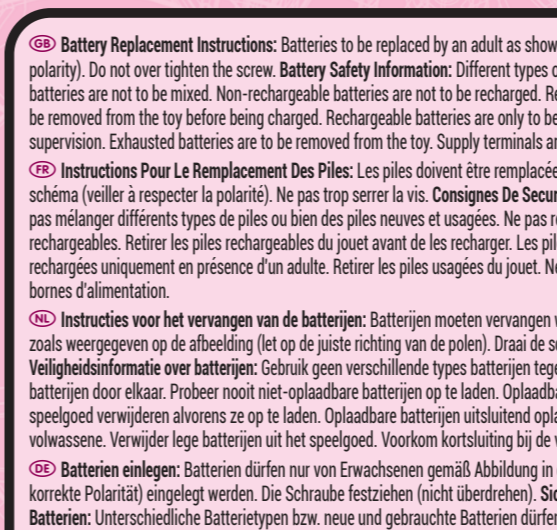 GB Battery Replacement Instructions: Batteries to be replaced by an adult as show
polarity). Do not over tighten the screw. Battery Safety Information: Different types
batteries are not to be mixed. Non-rechargeable batteries are not to be recharged.
be removed from the toy before being charged. Rechargeable batteries are only to be
supervision. Exhausted batteries are to be removed from the toy. Supply terminals
FR Instructions Pour Le Remplacement Des Piles: Les piles doivent être remplacée
schéma (veiller à respecter la polarité). Ne pas trop serrer la vis. Consignes De Secur
pas mélanger différents types de piles ou bien des piles neuves et usagées. Ne pas
rechargeables. Retirer les piles rechargeables du jouet avant de les recharger. Les pil
rechargées uniquement en présence d'un adulte. Retirer les piles usagées du jouet. N
bornes d'alimentation.
NL Instructies voor het vervangen van de batterijen: Batterijen moeten vervangen
zoals weergegeven op de afbeelding (let op de juiste richting van de polen). Draai de
Veiligheidsinformatie over batterijen: Gebruik geen verschillende types batterijen teg
batterijen door elkaar. Probeer nooit niet-oplaadbare batterijen op te laden. Oplaadba
speelgoed verwijderen alvorens ze op te laden. Oplaadbare batterijen uitsluitend opla
volwassene. Verwijder lege batterijen uit het speelgoed. Voorkom kortsluiting bij de
DE Batterien einlegen: Batterien dürfen nur von Erwachsenen gemäß Abbildung in
korrekte Polarität) eingelegt werden. Die Schraube festziehen (nicht überdrehen). Sic
Batterien: Unterschiedliche Batterietypen bzw. neue und gebrauchte Batterien dürfe